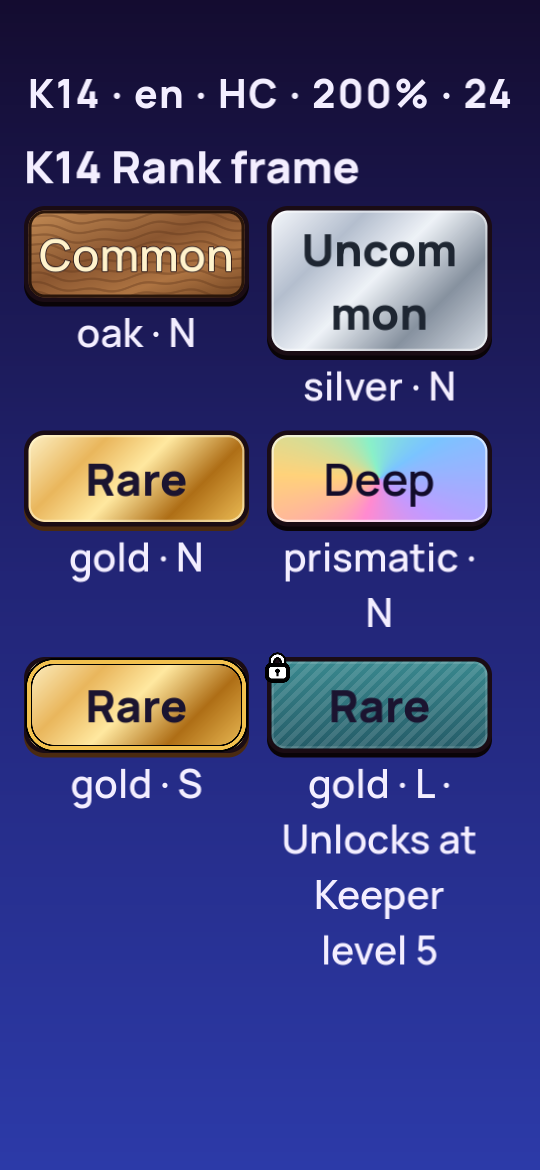 K14 · en · HC · 200% · 24
K14 Rank frame
Common
oak · N
Uncom
mon
silver · N
Rare
gold · N
Deep
prismatic ·
N
Rare
gold · S
Rare
gold · L ·
Unlocks at
Keeper
level 5